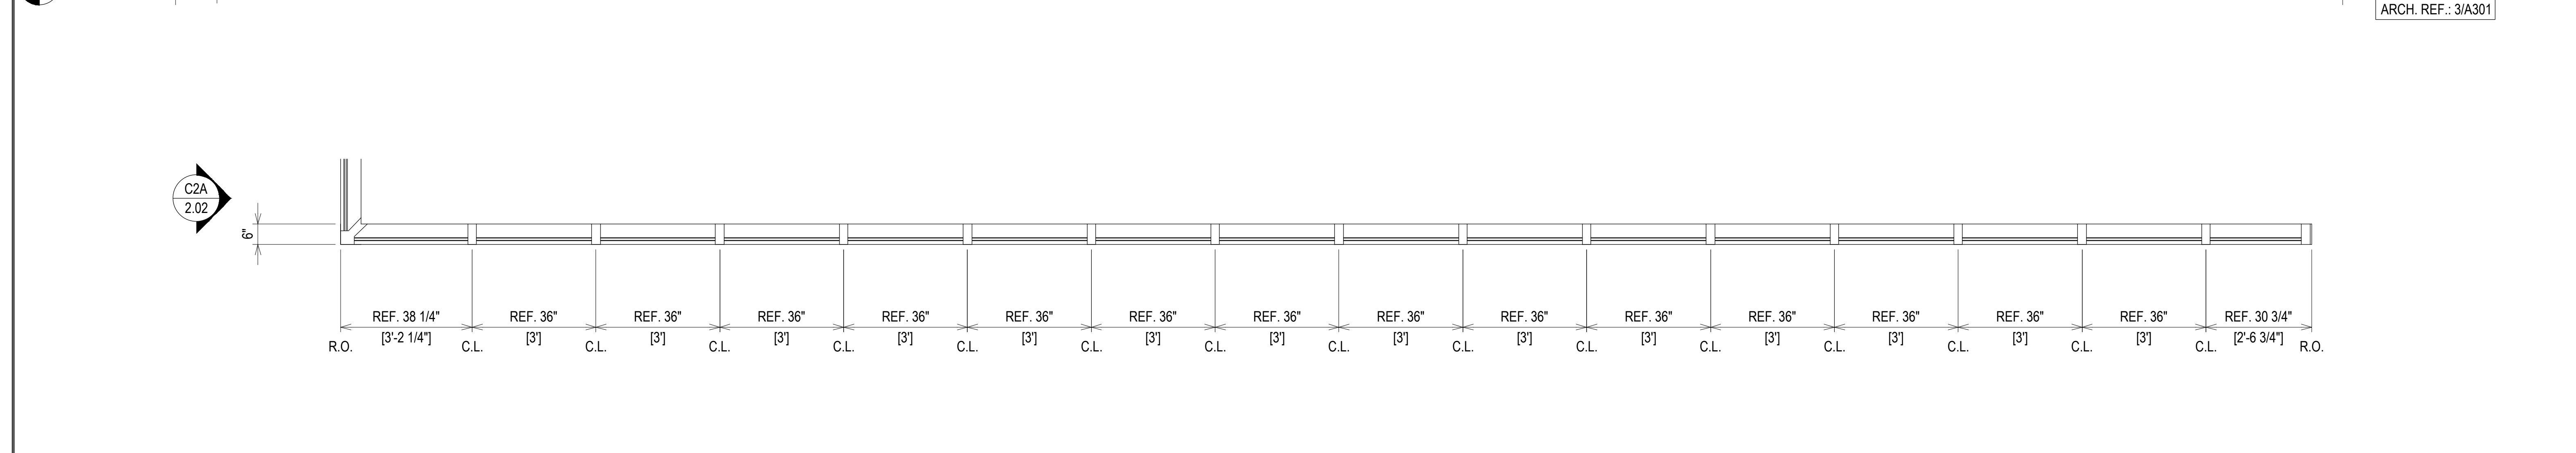 ARCH. REF.: 3/A301
C2A
2.02
6"
REF. 38 1/4" REF. 36" REF. 36" REF. 36" REF. 36" REF. 36" REF. 36" REF. 36" REF. 36" REF. 36" REF. 36" REF. 36" REF. 36" REF. 36" REF. 36" REF. 30 3/4"
[3'-2 1/4"] [3'] [3'] [3'] [3'] [3'] [3'] [3'] [3'] [3'] [3'] [3'] [3'] [3'] [3'] [2'-6 3/4"]
R.O. C.L. C.L. C.L. C.L. C.L. C.L. C.L. C.L. C.L. C.L. C.L. C.L. C.L. C.L. C.L. R.O.